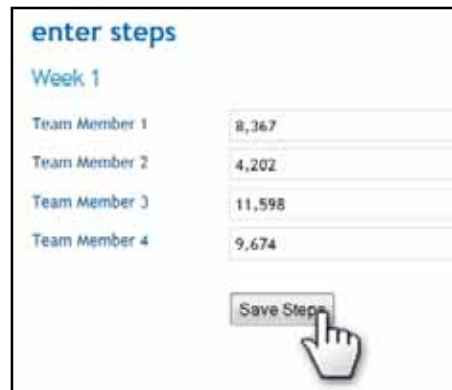 enter steps
Week 1
Team Member 1 8,367
Team Member 2 4,202
Team Member 3 11,598
Team Member 4 9,674
Save Steps